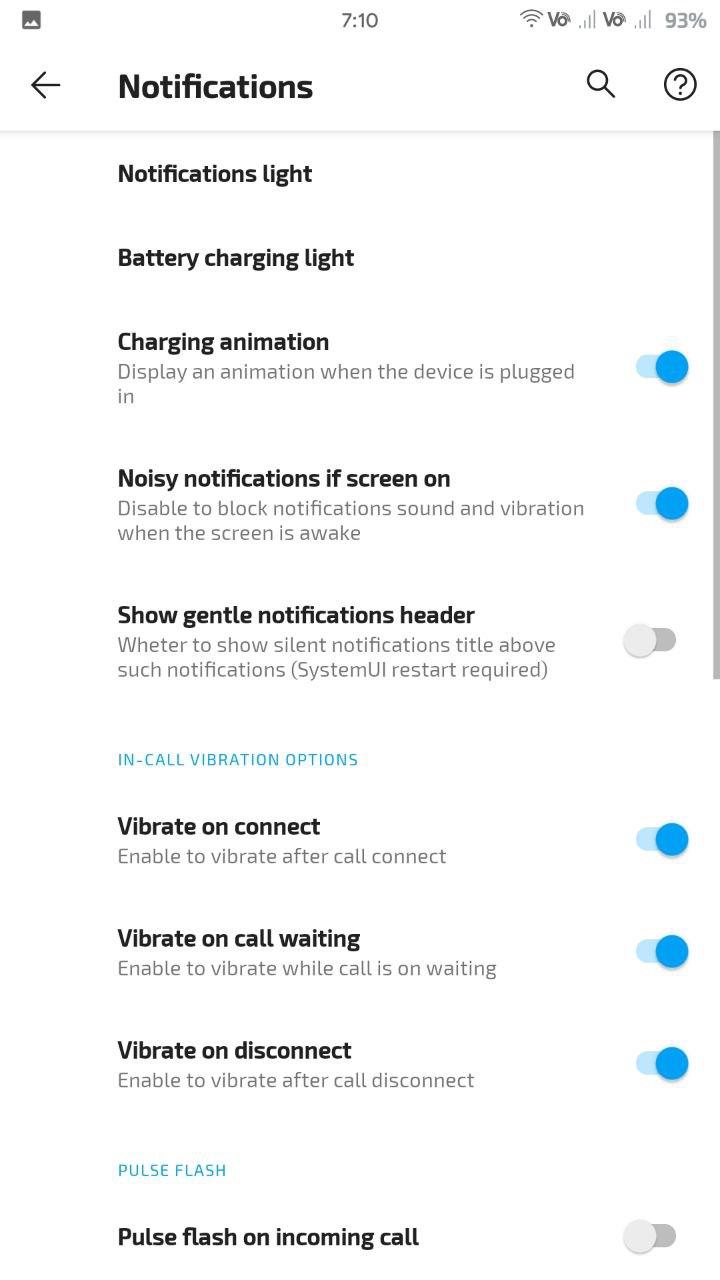 7:10 Vo Vo 93%
Notifications
Notifications light
Battery charging light
Charging animation
Display an animation when the device is plugged
in
Noisy notifications if screen on
Disable to block notifications sound and vibration
when the screen is awake
Show gentle notifications header
Wheter to show silent notifications title above
such notifications (SystemUI restart required)
IN-CALL VIBRATION OPTIONS
Vibrate on connect
Enable to vibrate after call connect
Vibrate on call waiting
Enable to vibrate while call is on waiting
Vibrate on disconnect
Enable to vibrate after call disconnect
PULSE FLASH
Pulse flash on incoming call